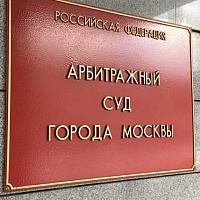 РОССИЙСКАЯ ФЕДЕРАЦИЯ
АРБИТРАЖНЫЙ
СУД
ГОРОДА МОСКВЫ